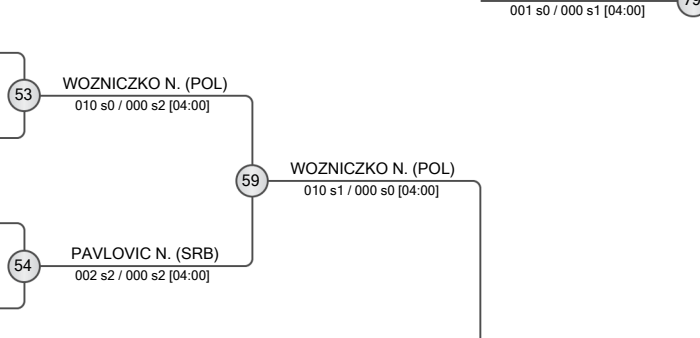 79
001 s0 / 000 s1 [04:00]
53
WOZNICZKO N. (POL)
010 s0 / 000 s2 [04:00]
59
WOZNICZKO N. (POL)
010 s1 / 000 s0 [04:00]
54
PAVLOVIC N. (SRB)
002 s2 / 000 s2 [04:00]